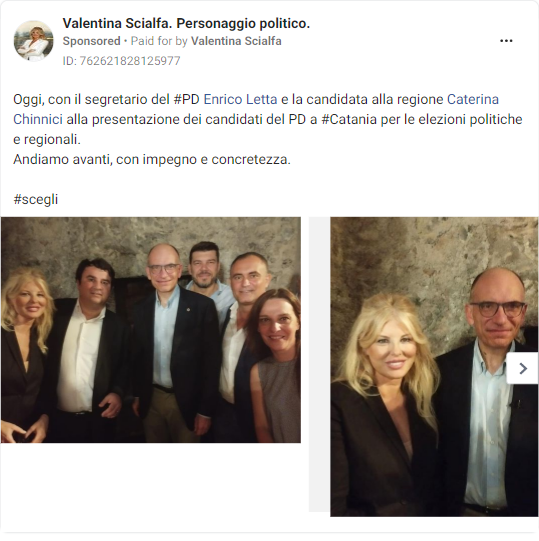 Valentina Scialfa. Personaggio politico.
Sponsored • Paid for by Valentina Scialfa
ID: 762621828125977
Oggi, con il segretario del #PD Enrico Letta e la candidata alla regione Caterina
Chinnici alla presentazione dei candidati del PD a #Catania per le elezioni politiche
e regionali.
Andiamo avanti, con impegno e concretezza.
#scegli